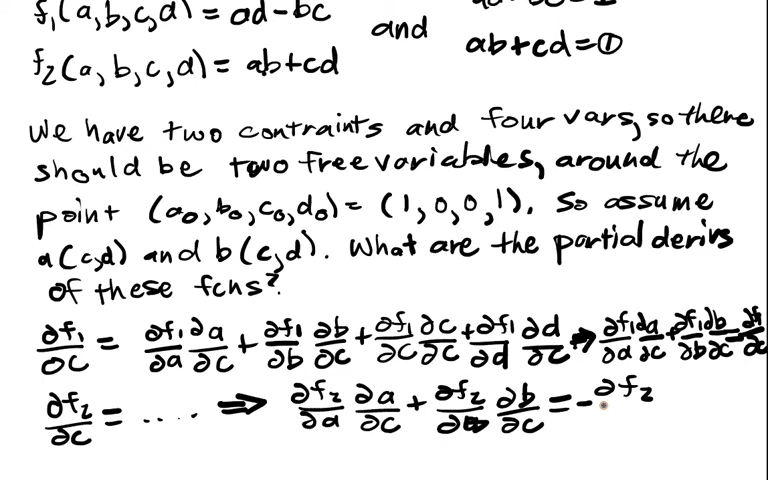 f₁(a,b,c,d) = ad-bc and
ab+cd=①
f₂(a,b,c,d) = ab+cd
We have two contraints and four vars, so there
should be two free variables, around the
point (a₀,b₀,c₀,d₀) = (1,0,0,1). So assume
a(c,d) and b(c,d). What are the partial derivs
of these fcns?
∂f₁/∂c = ∂f₁/∂a ∂a/∂c + ∂f₁/∂b ∂b/∂c + ∂f₁/∂c ∂c/∂c + ∂f₁/∂d ∂d/∂c ⇒ ∂f₁/∂a ∂a/∂c + ∂f₁/∂b ∂b/∂c = -∂f₁/∂c
∂f₂/∂c = .... ⇒ ∂f₂/∂a ∂a/∂c + ∂f₂/∂b ∂b/∂c = -∂f₂